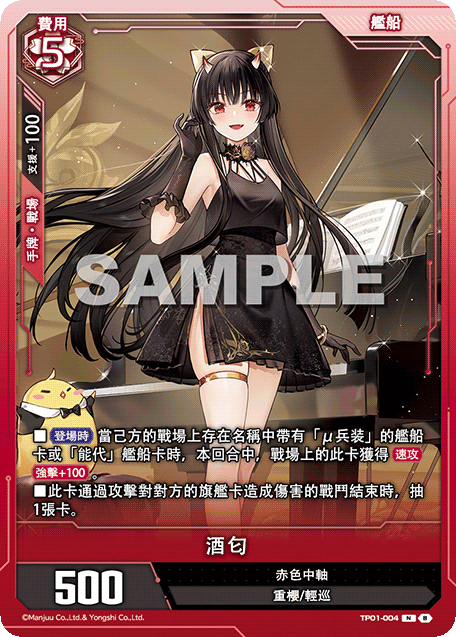 費用
5
艦船
支援+100
手牌・戰場
SAMPLE
■ 登場時 當己方的戰場上存在名稱中帶有「μ兵装」的艦船
卡或「能代」艦船卡時，本回合中，戰場上的此卡獲得 速攻
強擊+100 。
■此卡通過攻擊對對方的旗艦卡造成傷害的戰鬥結束時，抽
1張卡。
酒匂
500
赤色中軸
重櫻/輕巡
©Manjuu Co.,Ltd.& Yongshi Co.,Ltd.
TP01-004 N B